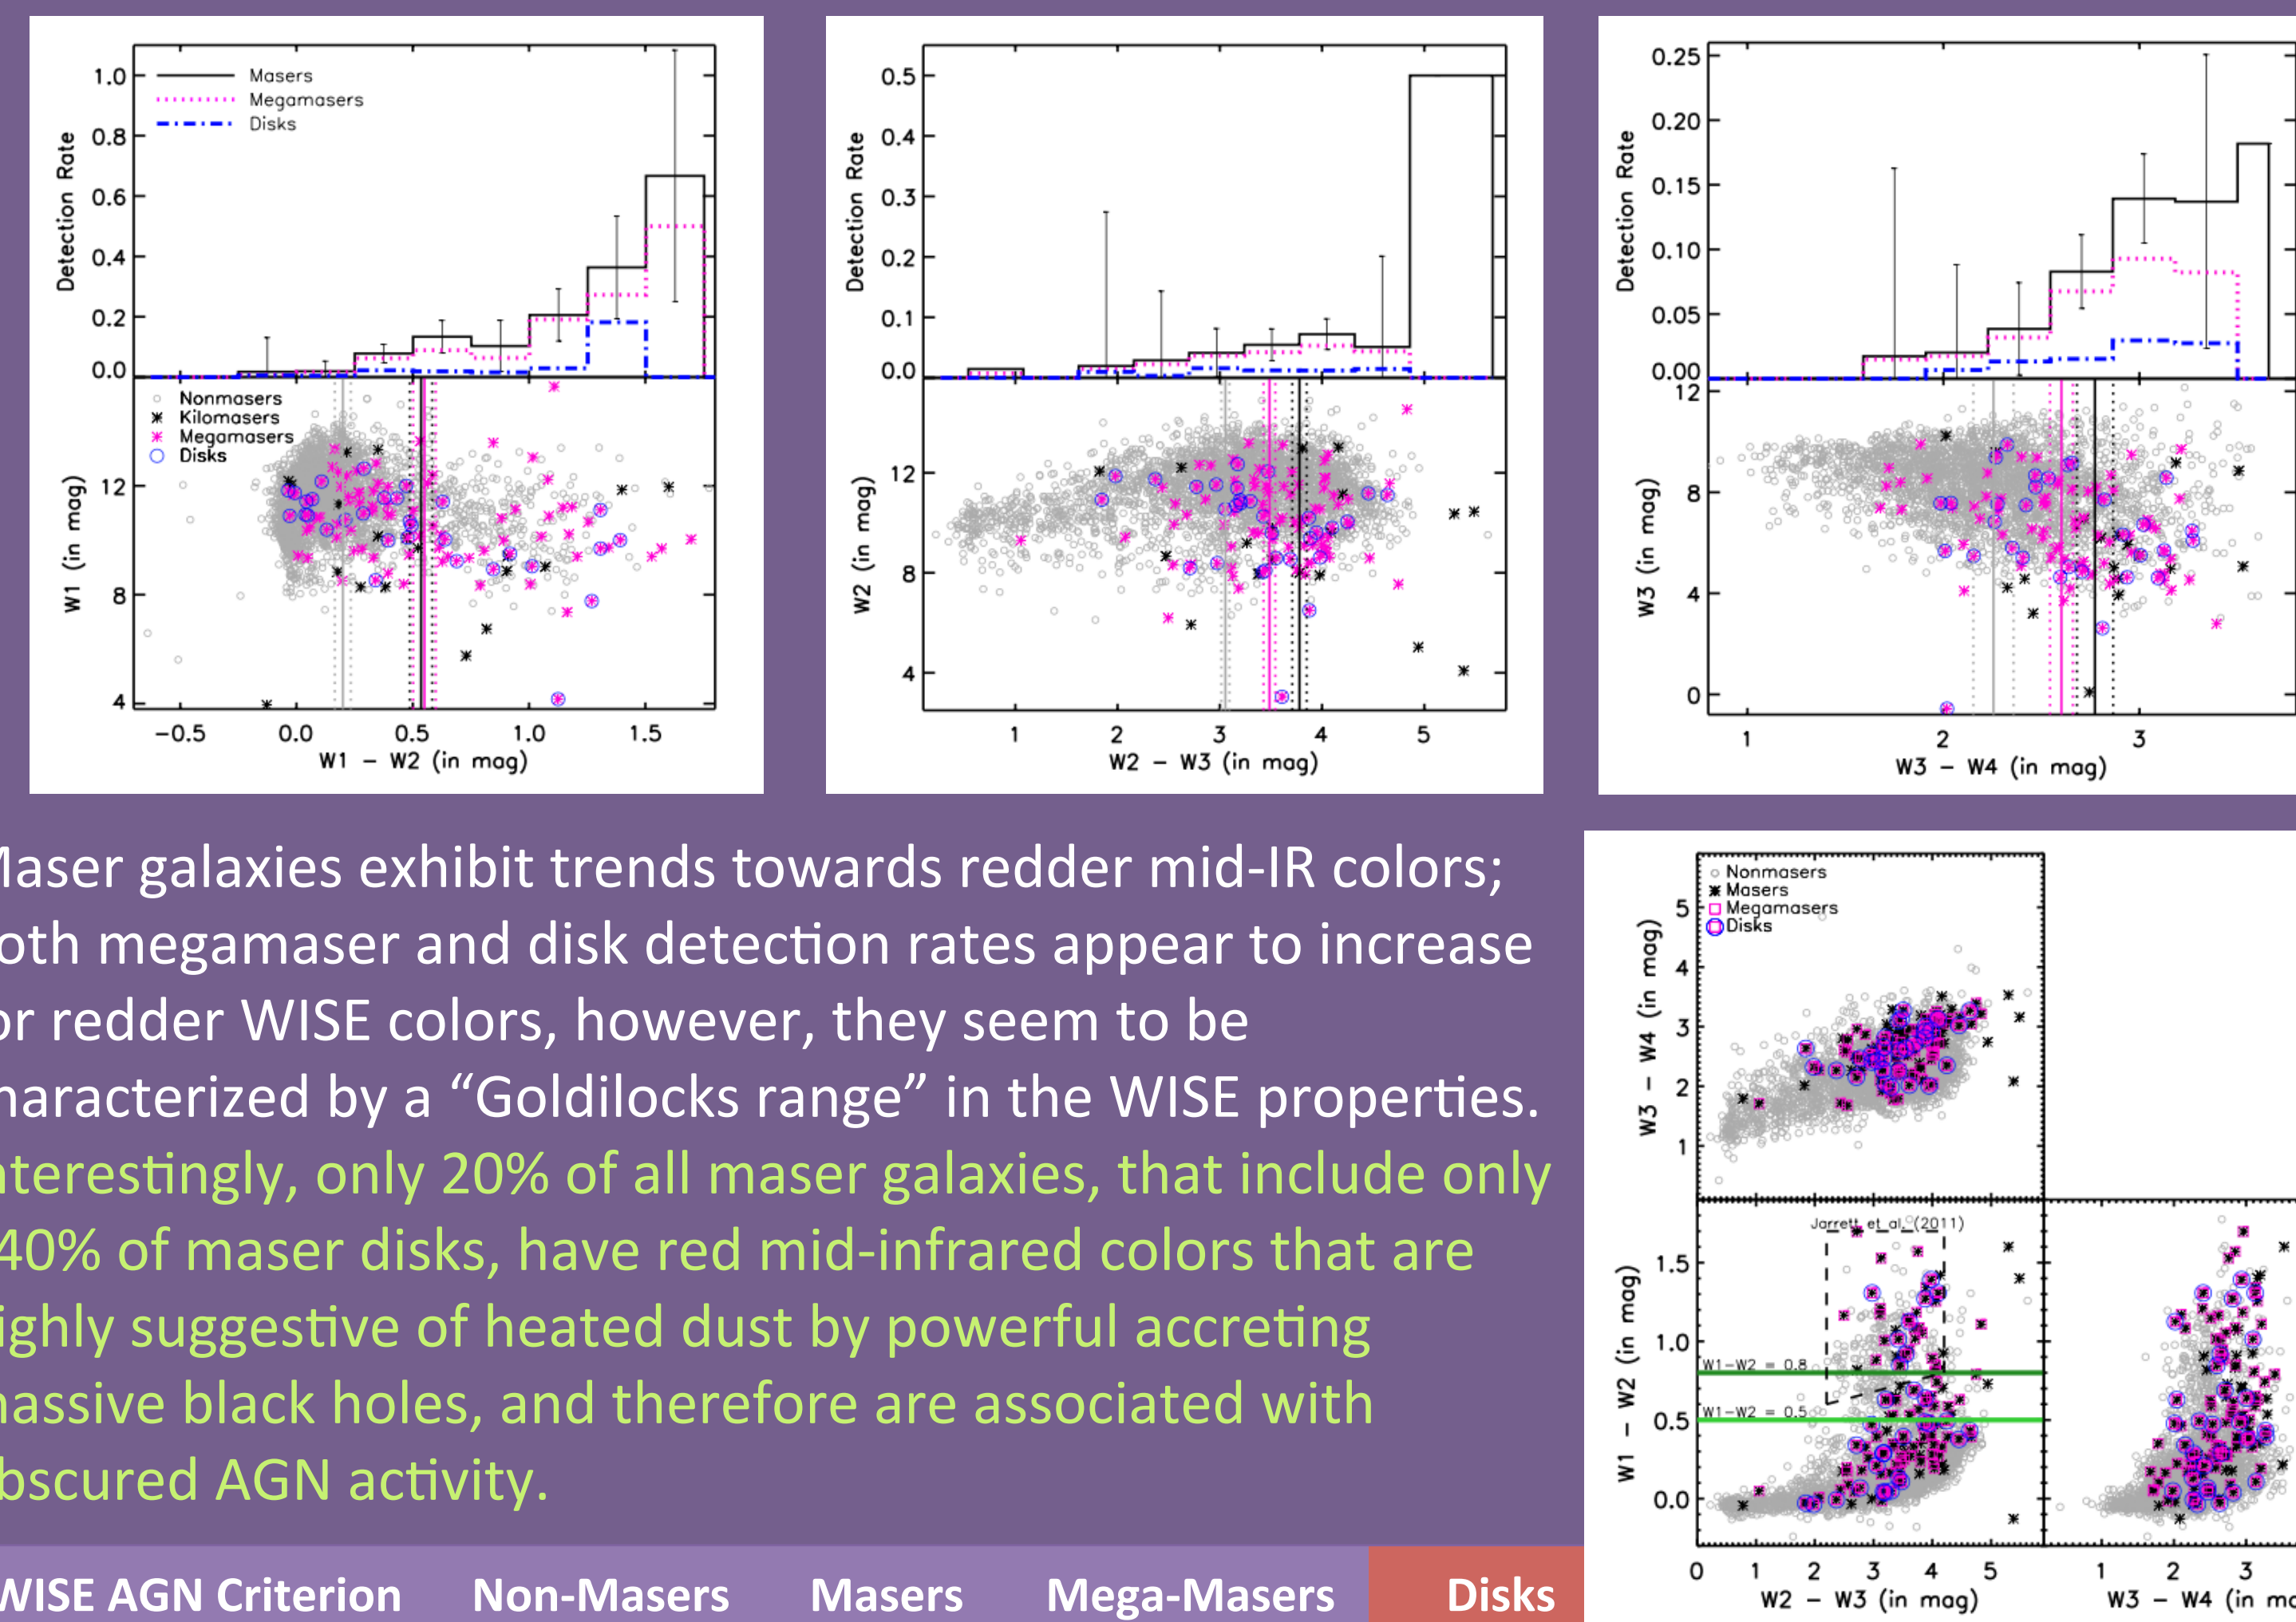 1.0
0.8
0.6
0.4
0.2
0.0
Detection Rate
Masers
Megamasers
Disks
Nonmasers
Kilomasers
Megamasers
Disks
12
8
4
W1 (in mag)
-0.5 0.0 0.5 1.0 1.5
W1 - W2 (in mag)
0.5
0.4
0.3
0.2
0.1
0.0
Detection Rate
12
8
4
W2 (in mag)
1 2 3 4 5
W2 - W3 (in mag)
0.25
0.20
0.15
0.10
0.05
0.00
Detection Rate
12
8
4
0
W3 (in mag)
1 2 3
W3 - W4 (in mag)
Maser galaxies exhibit trends towards redder mid-IR colors;
oth megamaser and disk detection rates appear to increase
or redder WISE colors, however, they seem to be
haracterized by a “Goldilocks range” in the WISE properties.
nterestingly, only 20% of all maser galaxies, that include only
40% of maser disks, have red mid-infrared colors that are
ighly suggestive of heated dust by powerful accreting
massive black holes, and therefore are associated with
bscured AGN activity.
WISE AGN Criterion Non-Masers Masers Mega-Masers Disks
Nonmasers
Masers
Megamasers
Disks
5
4
3
2
1
W3 - W4 (in mag)
Jarrett et al. (2011)
W1-W2 = 0.8
W1-W2 = 0.5
1.5
1.0
0.5
0.0
W1 - W2 (in mag)
0 1 2 3 4 5
W2 - W3 (in mag)
1 2 3
W3 - W4 (in ma